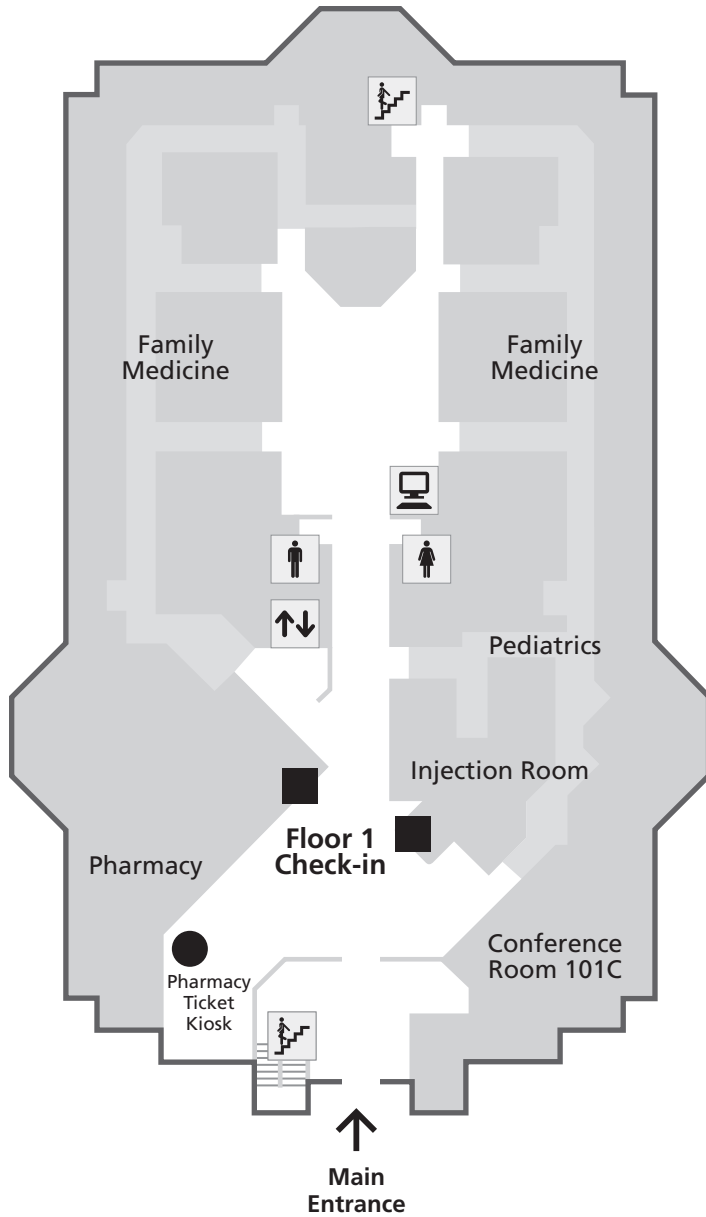 Family
Medicine
Family
Medicine
Pediatrics
Injection Room
Floor 1
Check-in
Pharmacy
Conference
Room 101C
Pharmacy
Ticket
Kiosk
Main
Entrance